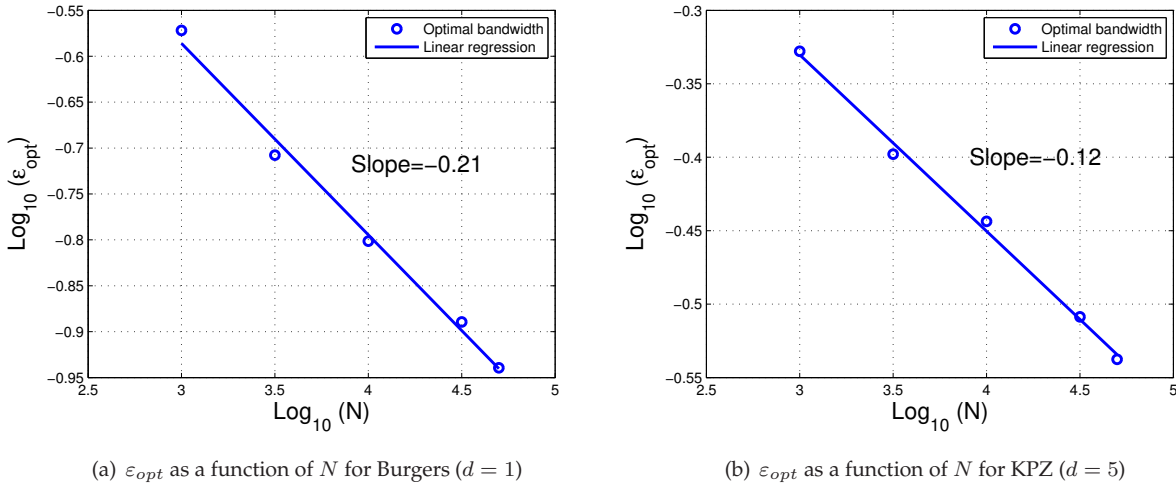 -0.55
-0.6
-0.65
-0.7
-0.75
-0.8
-0.85
-0.9
-0.95
2.5 3 3.5 4 4.5 5
Log10 (N)
Log10 (εopt)
Optimal bandwidth
Linear regression
Slope=−0.21
(a) εopt as a function of N for Burgers (d = 1)
-0.3
-0.35
-0.4
-0.45
-0.5
-0.55
2.5 3 3.5 4 4.5 5
Log10 (N)
Log10 (εopt)
Optimal bandwidth
Linear regression
Slope=−0.12
(b) εopt as a function of N for KPZ (d = 5)